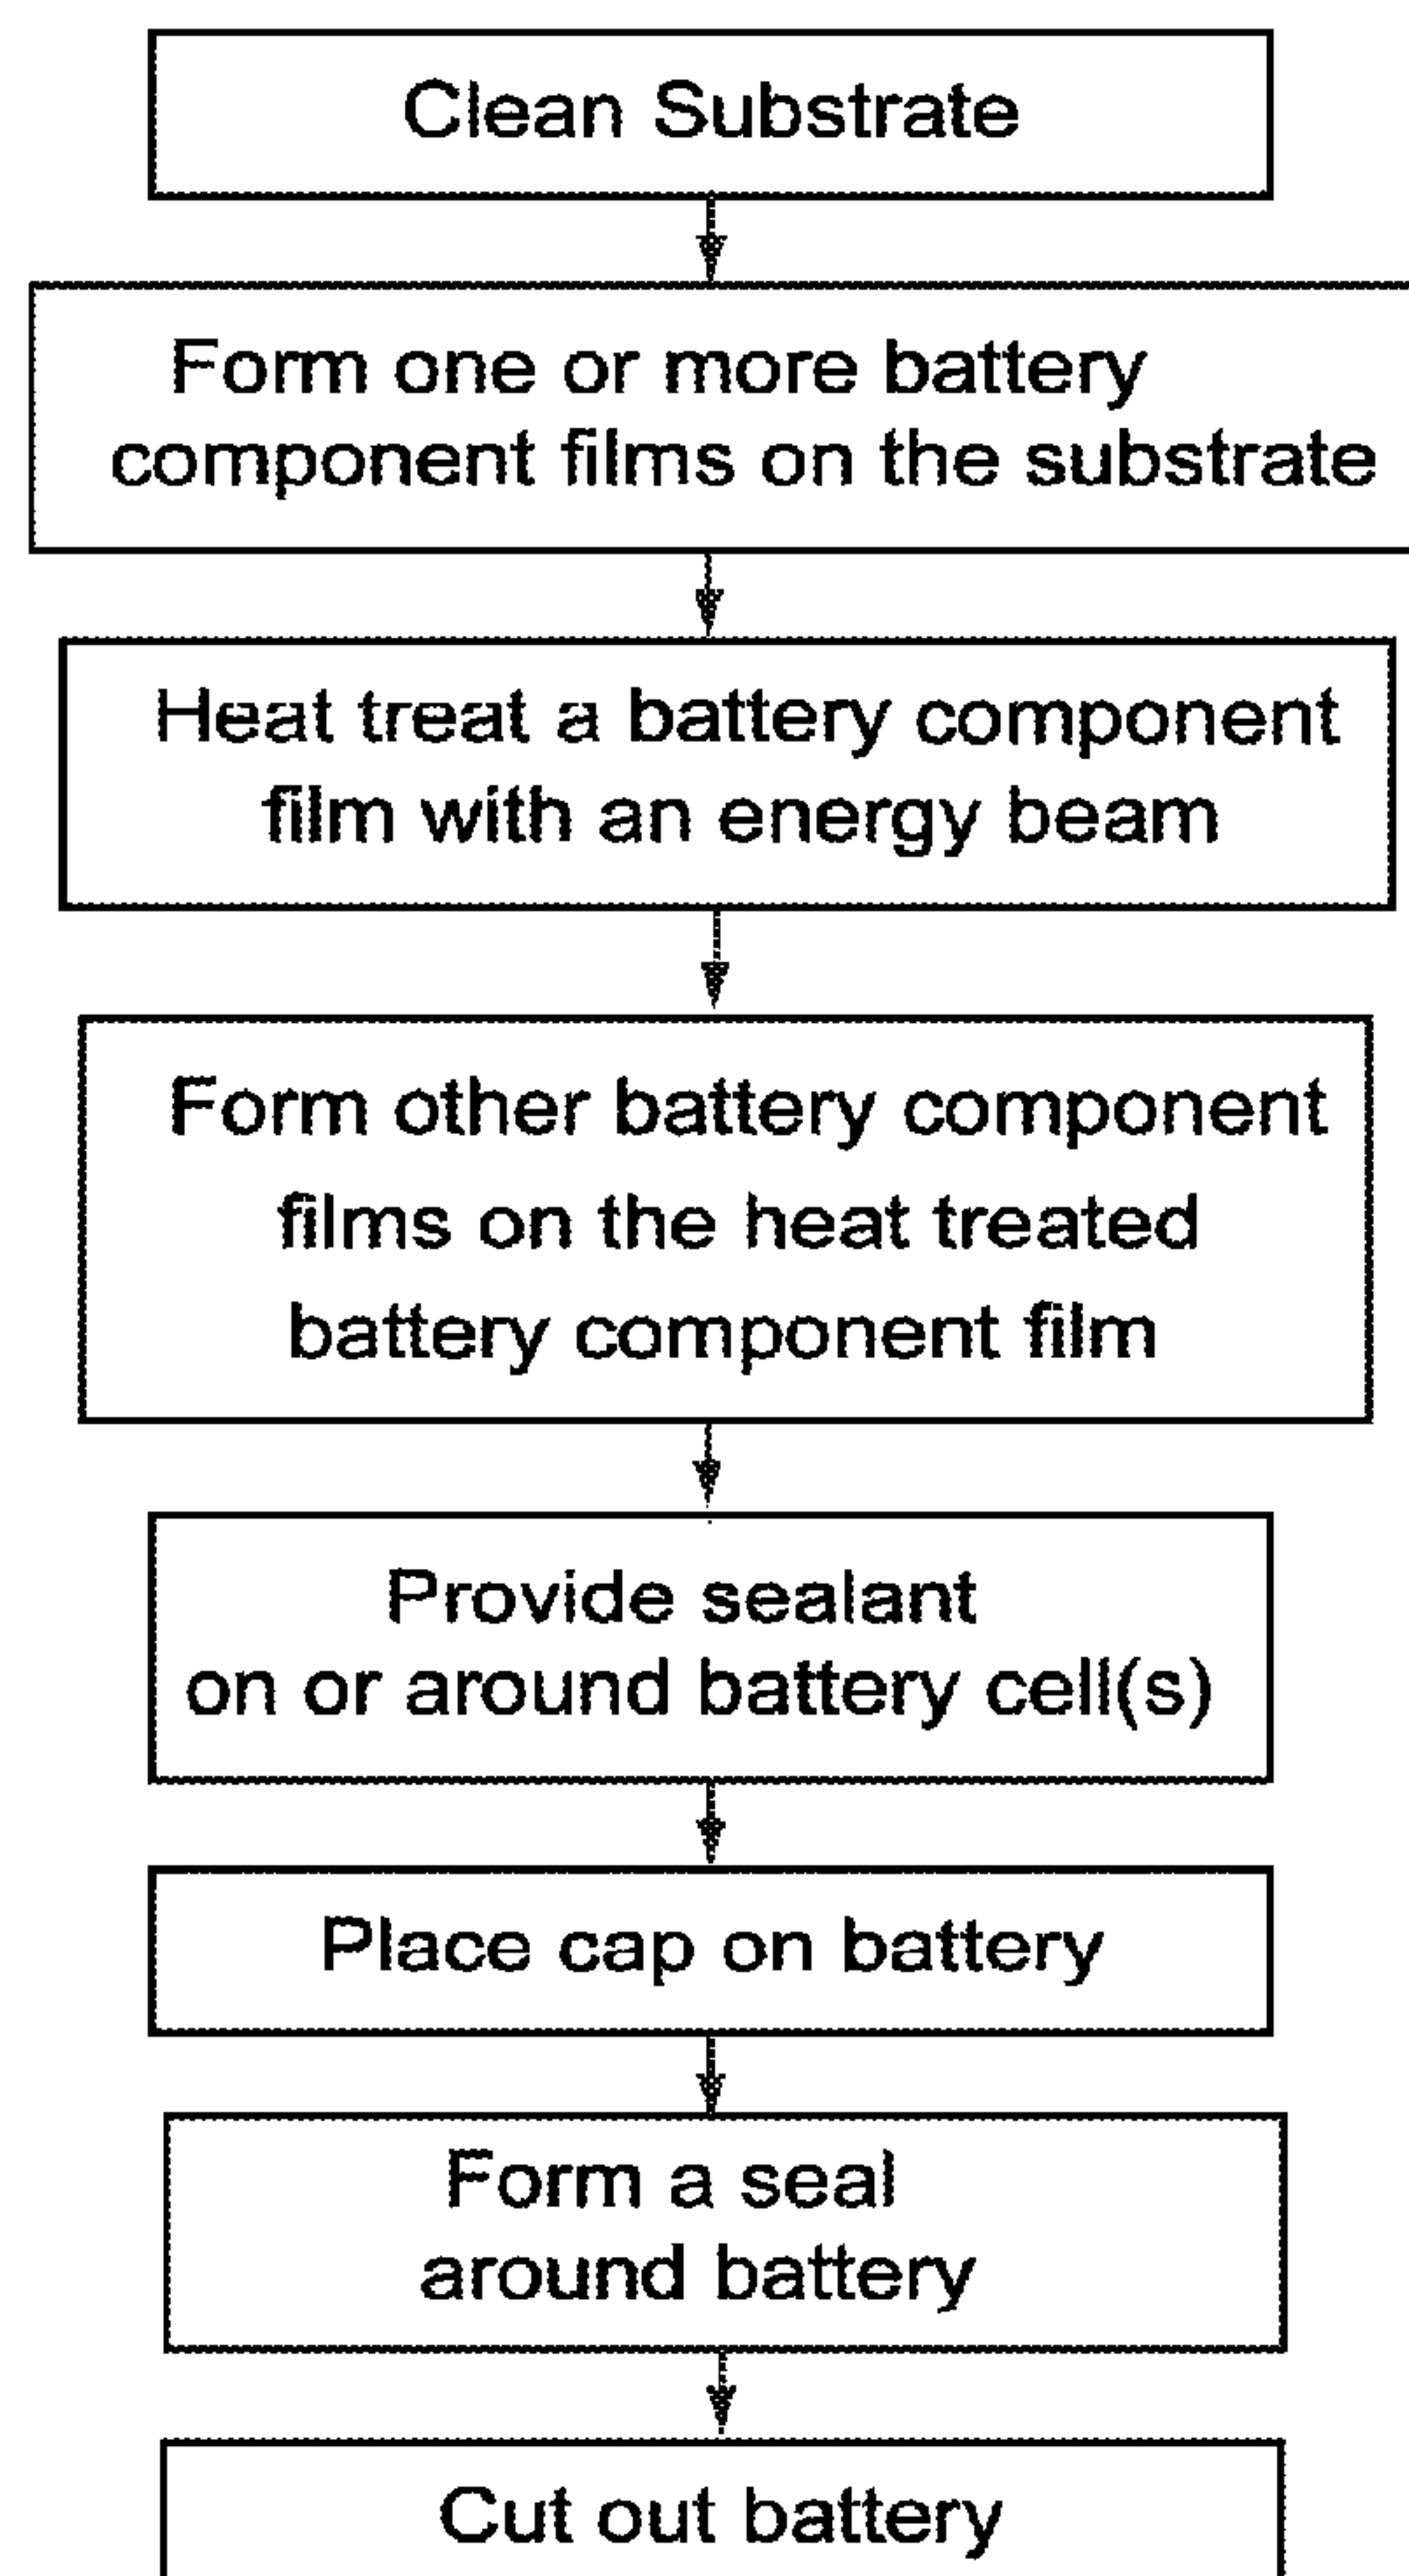 Clean Substrate
Form one or more battery
component films on the substrate
Heat treat a battery component
film with an energy beam
Form other battery component
films on the heat treated
battery component film
Provide sealant
on or around battery cell(s)
Place cap on battery
Form a seal
around battery
Cut out battery